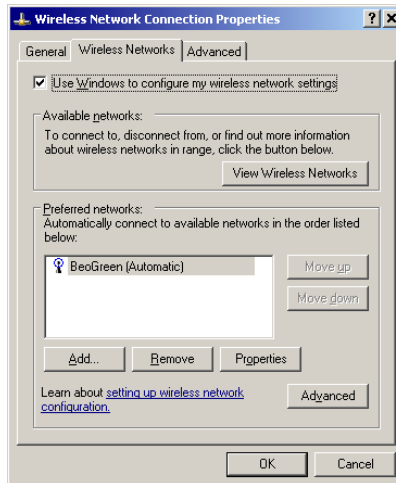 Wireless Network Connection Properties
General Wireless Networks Advanced
Use Windows to configure my wireless network settings
Available networks:
To connect to, disconnect from, or find out more information
about wireless networks in range, click the button below.
View Wireless Networks
Preferred networks:
Automatically connect to available networks in the order listed
below:
BeoGreen (Automatic)
Move up
Move down
Add... Remove Properties
Learn about setting up wireless network
configuration.
Advanced
OK Cancel